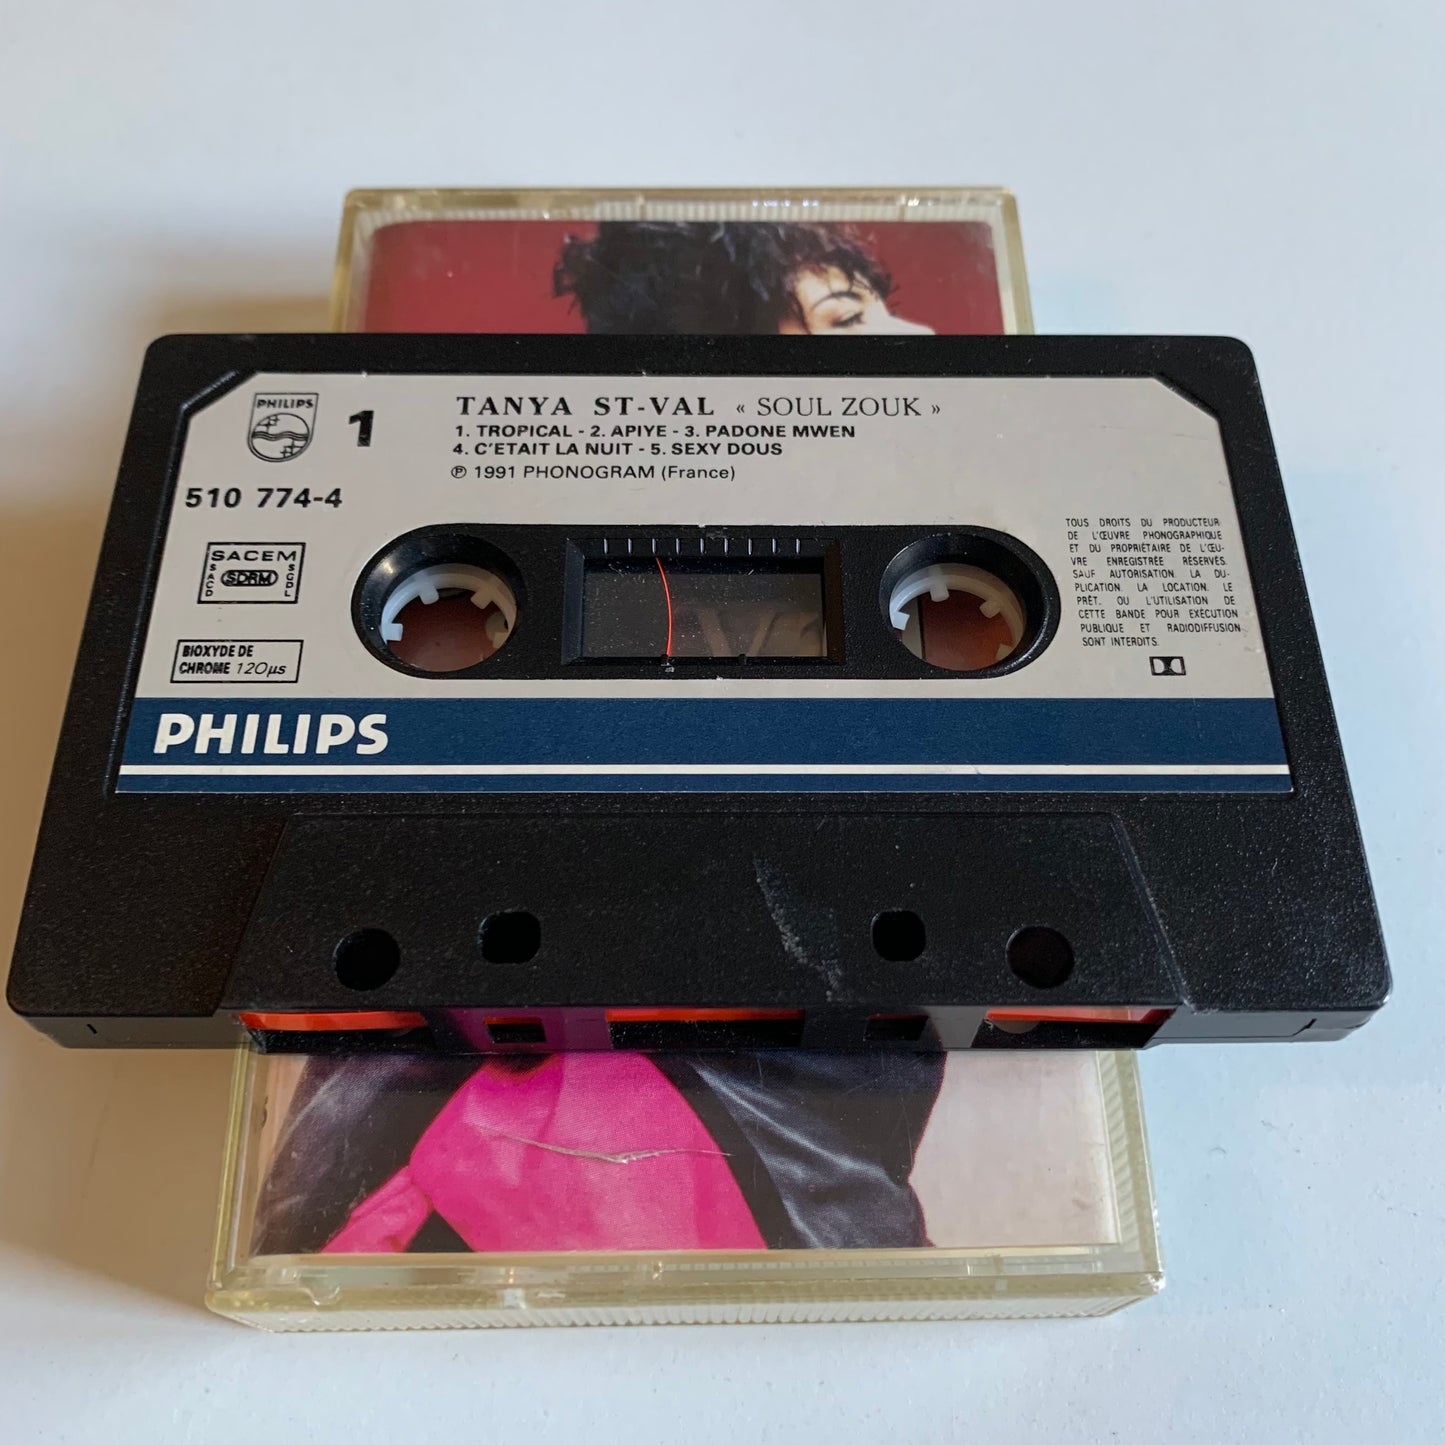 PHILIPS
1
TANYA ST-VAL « SOUL ZOUK »
1. TROPICAL - 2. APIYE - 3. PADONE MWEN
4. C'ETAIT LA NUIT - 5. SEXY DOUS
℗ 1991 PHONOGRAM (France)
510 774-4
SACEM
SACD
SDRM
SGDL
BIOXYDE DE
CHROME 120µs
TOUS DROITS DU PRODUCTEUR
DE L'ŒUVRE PHONOGRAPHIQUE
ET DU PROPRIÉTAIRE DE L'ŒU-
VRE ENREGISTRÉE RÉSERVÉS.
SAUF AUTORISATION LA DU-
PLICATION, LA LOCATION, LE
PRÊT, OU L'UTILISATION DE
CETTE BANDE POUR EXÉCUTION
PUBLIQUE ET RADIODIFFUSION
SONT INTERDITS.
PHILIPS